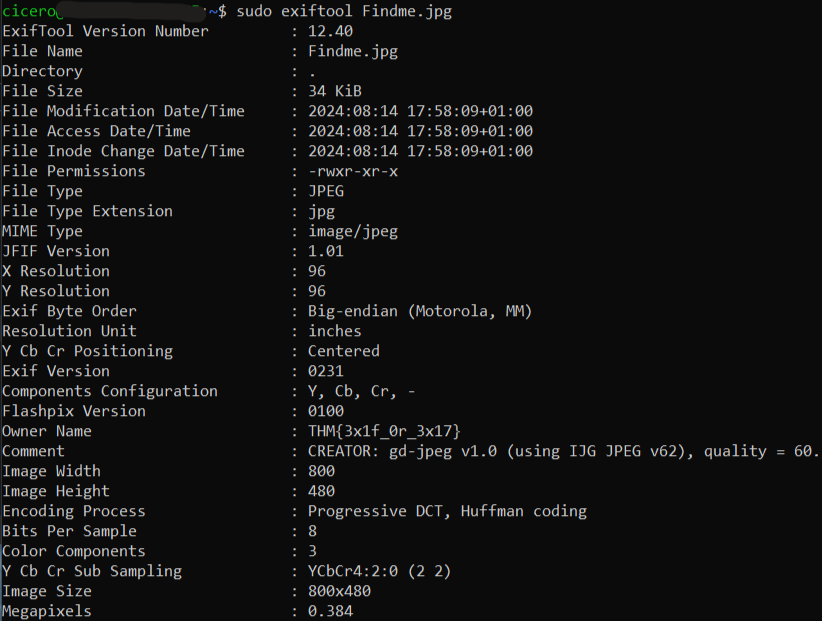 cicero@ :~$ sudo exiftool Findme.jpg
ExifTool Version Number : 12.40
File Name : Findme.jpg
Directory : .
File Size : 34 KiB
File Modification Date/Time : 2024:08:14 17:58:09+01:00
File Access Date/Time : 2024:08:14 17:58:09+01:00
File Inode Change Date/Time : 2024:08:14 17:58:09+01:00
File Permissions : -rwxr-xr-x
File Type : JPEG
File Type Extension : jpg
MIME Type : image/jpeg
JFIF Version : 1.01
X Resolution : 96
Y Resolution : 96
Exif Byte Order : Big-endian (Motorola, MM)
Resolution Unit : inches
Y Cb Cr Positioning : Centered
Exif Version : 0231
Components Configuration : Y, Cb, Cr, -
Flashpix Version : 0100
Owner Name : THM{3x1f_0r_3x17}
Comment : CREATOR: gd-jpeg v1.0 (using IJG JPEG v62), quality = 60.
Image Width : 800
Image Height : 480
Encoding Process : Progressive DCT, Huffman coding
Bits Per Sample : 8
Color Components : 3
Y Cb Cr Sub Sampling : YCbCr4:2:0 (2 2)
Image Size : 800x480
Megapixels : 0.384